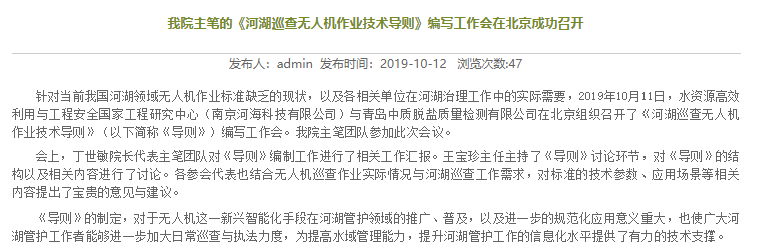 我院主笔的《河湖巡查无人机作业技术导则》编写工作会在北京成功召开
发布人：admin 发布时间：2019-10-12 浏览次数:47
针对当前我国河湖领域无人机作业标准缺乏的现状，以及各相关单位在河湖治理工作中的实际需要，2019年10月11日，水资源高效
利用与工程安全国家工程研究中心（南京河海科技有限公司）与青岛中质脱盐质量检测有限公司在北京组织召开了《河湖巡查无人机
作业技术导则》（以下简称《导则》）编写工作会。我院主笔团队参加此次会议。
会上，丁世敏院长代表主笔团队对《导则》编制工作进行了相关工作汇报。王宝珍主任主持了《导则》讨论环节，对《导则》的结
构以及相关内容进行了讨论。各参会代表也结合无人机巡查作业实际情况与河湖巡查工作需求，对标准的技术参数、应用场景等相关
内容提出了宝贵的意见与建议。
《导则》的制定，对于无人机这一新兴智能化手段在河湖管护领域的推广、普及，以及进一步的规范化应用意义重大，也使广大河
湖管护工作者能够进一步加大日常巡查与执法力度，为提高水域管理能力，提升河湖管护工作的信息化水平提供了有力的技术支撑。